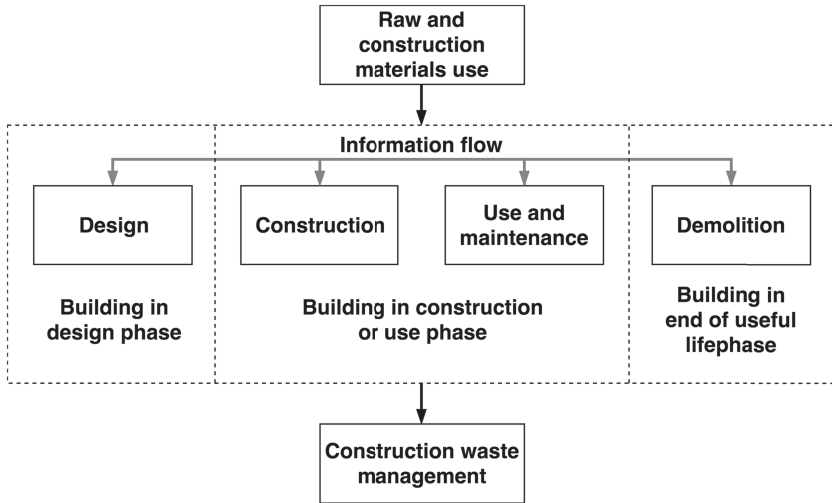 Raw and
construction
materials use
Information flow
Design
Construction
Use and
maintenance
Demolition
Building in
design phase
Building in construction
or use phase
Building in
end of useful
lifephase
Construction waste
management